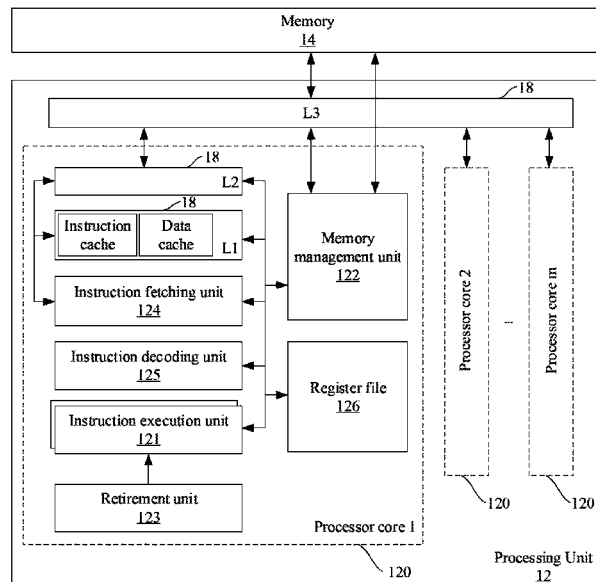 Memory
14
18
L3
18
L2
18
Instruction cache
Data cache
L1
Memory management unit
122
Instruction fetching unit
124
Instruction decoding unit
125
Register file
126
Instruction execution unit
121
Retirement unit
123
Processor core 1
120
Processor core 2
...
Processor core m
120
120
Processing Unit
12